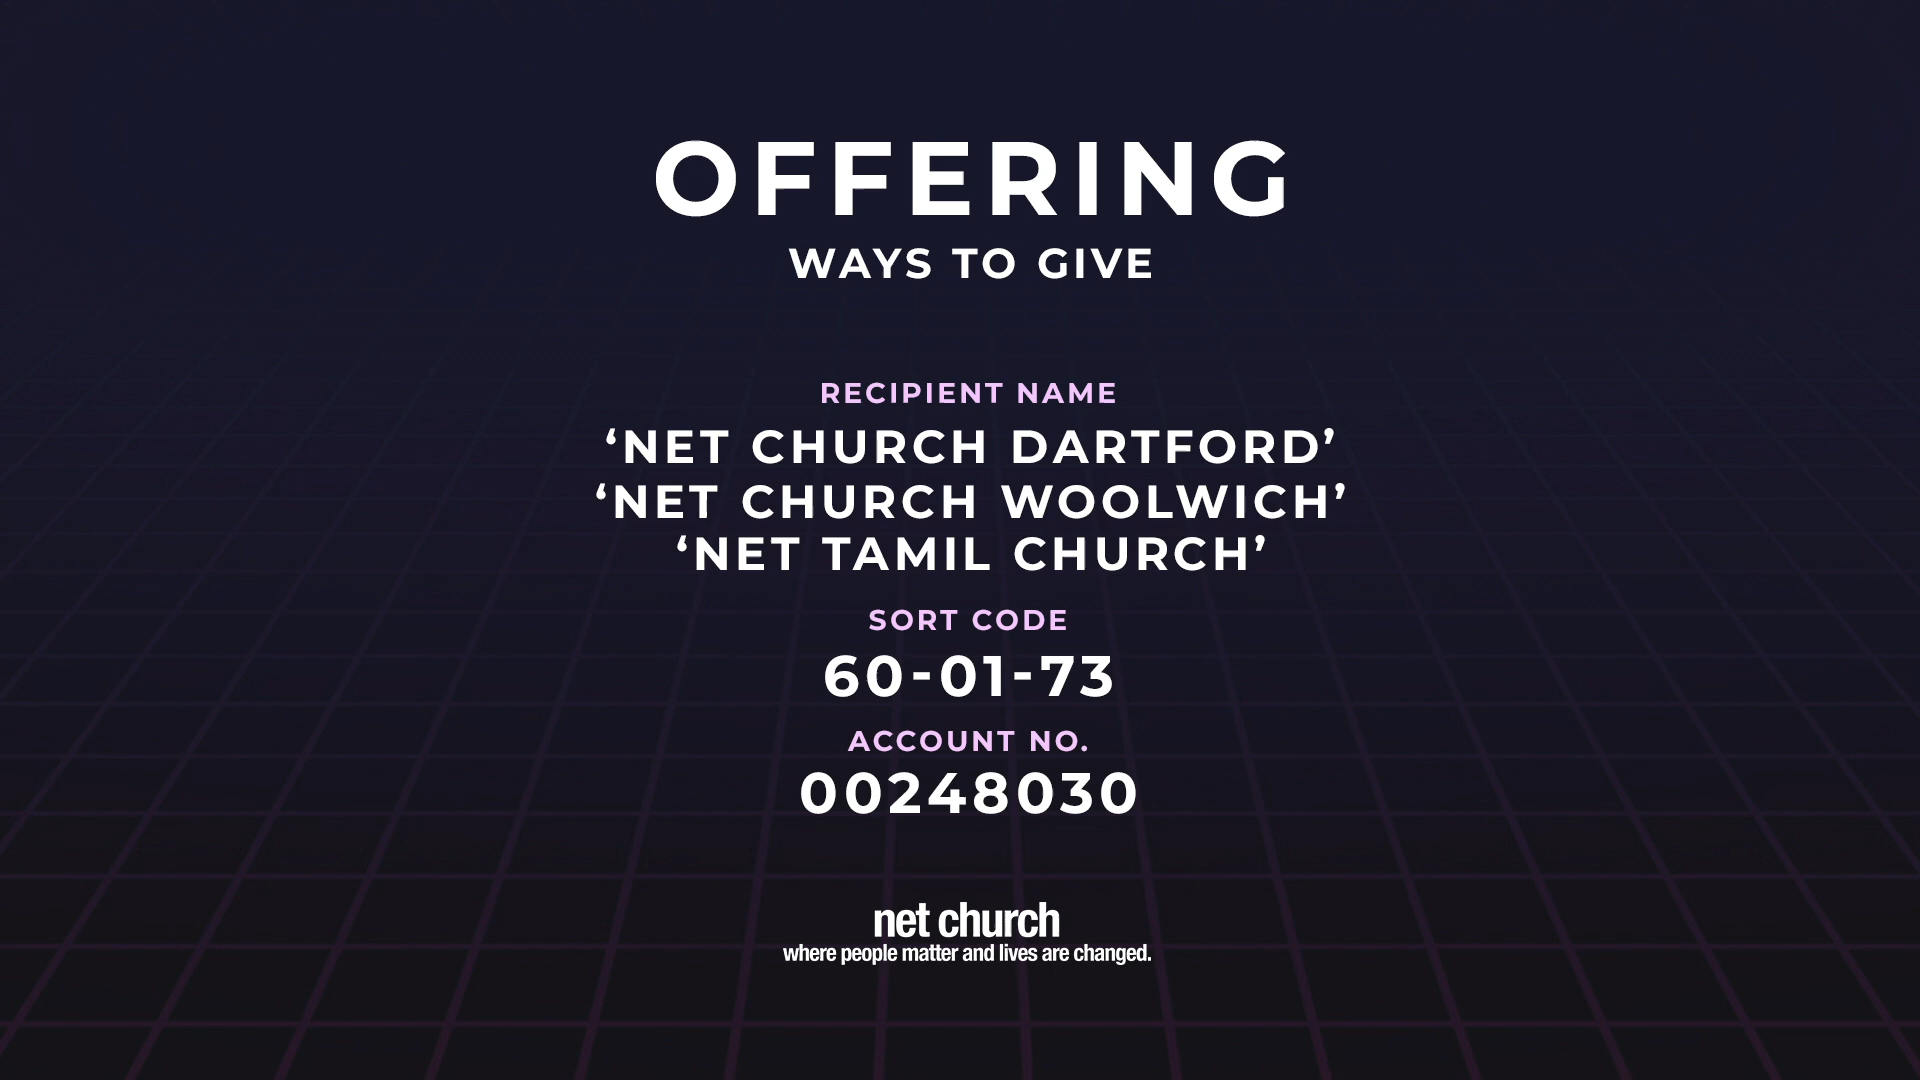 OFFERING
WAYS TO GIVE
RECIPIENT NAME
‘NET CHURCH DARTFORD’
‘NET CHURCH WOOLWICH’
‘NET TAMIL CHURCH’
SORT CODE
60-01-73
ACCOUNT NO.
00248030
net church
where people matter and lives are changed.